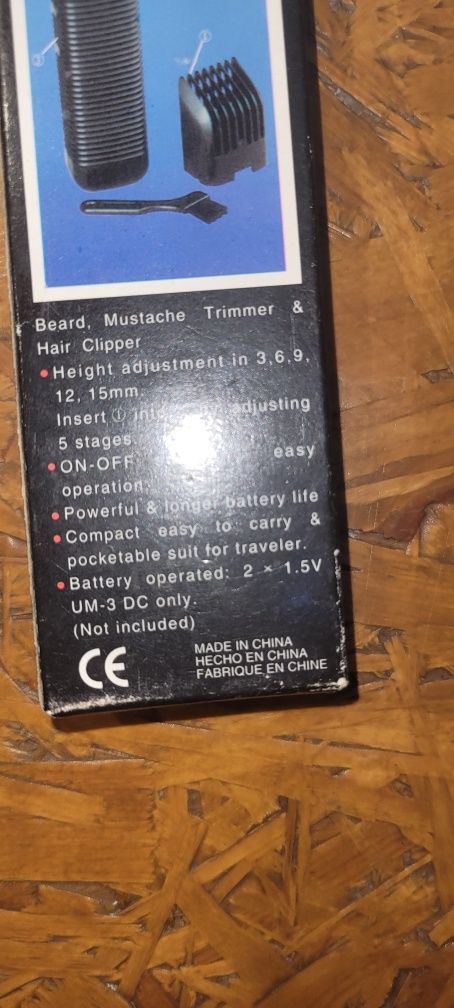 ②
①
Beard, Mustache Trimmer &
Hair Clipper
• Height adjustment in 3,6.9,
12, 15mm.
Insert ① adjusting
5 stages.
• ON-OFF easy
operation.
• Powerful & longer battery life
• Compact easy to carry &
pocketable suit for traveler.
• Battery operated: 2 × 1.5V
UM-3 DC only.
(Not included)
CE
MADE IN CHINA
HECHO EN CHINA
FABRIQUE EN CHINE